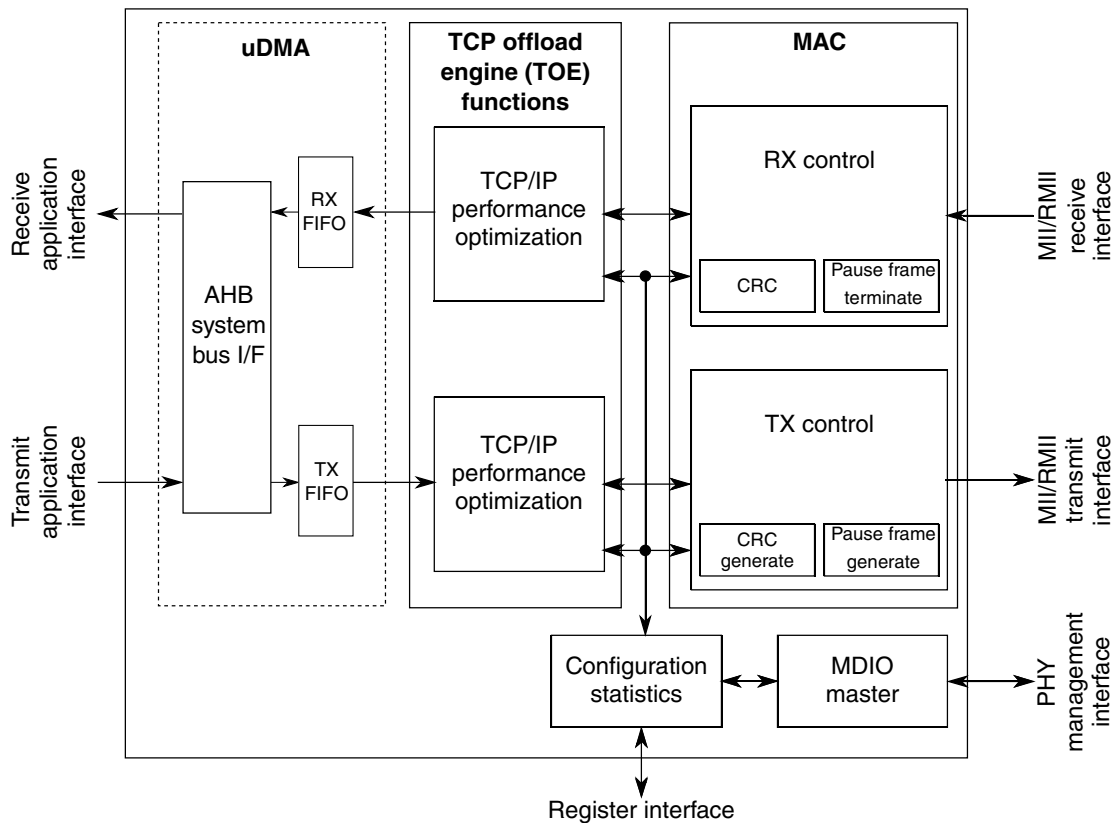 uDMA
TCP offload
engine (TOE)
functions
MAC
Receive
application
interface
RX
FIFO
TCP/IP
performance
optimization
RX control
CRC
Pause frame
terminate
MII/RMII
receive
interface
AHB
system
bus I/F
Transmit
application
interface
TX
FIFO
TCP/IP
performance
optimization
TX control
CRC
generate
Pause frame
generate
MII/RMII
transmit
interface
Configuration
statistics
MDIO
master
PHY
management
interface
Register interface